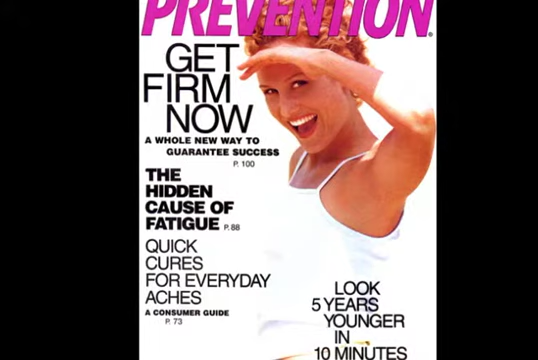 PREVENTION®
GET
FIRM
NOW
A WHOLE NEW WAY TO
GUARANTEE SUCCESS
P. 100
THE
HIDDEN
CAUSE OF
FATIGUE P. 88
QUICK
CURES
FOR EVERYDAY
ACHES
A CONSUMER GUIDE
P. 73
LOOK
5 YEARS
YOUNGER
IN
10 MINUTES